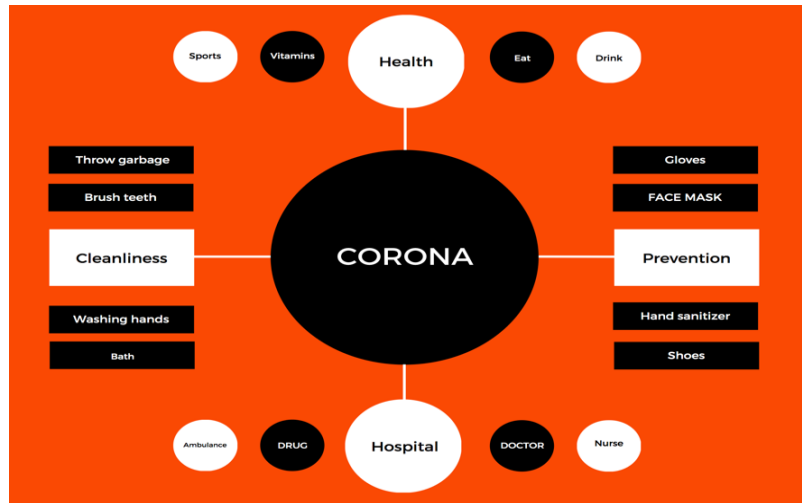 Sports
Vitamins
Health
Eat
Drink
Throw garbage
Brush teeth
Cleanliness
Washing hands
Bath
CORONA
Gloves
FACE MASK
Prevention
Hand sanitizer
Shoes
Ambulance
DRUG
Hospital
DOCTOR
Nurse